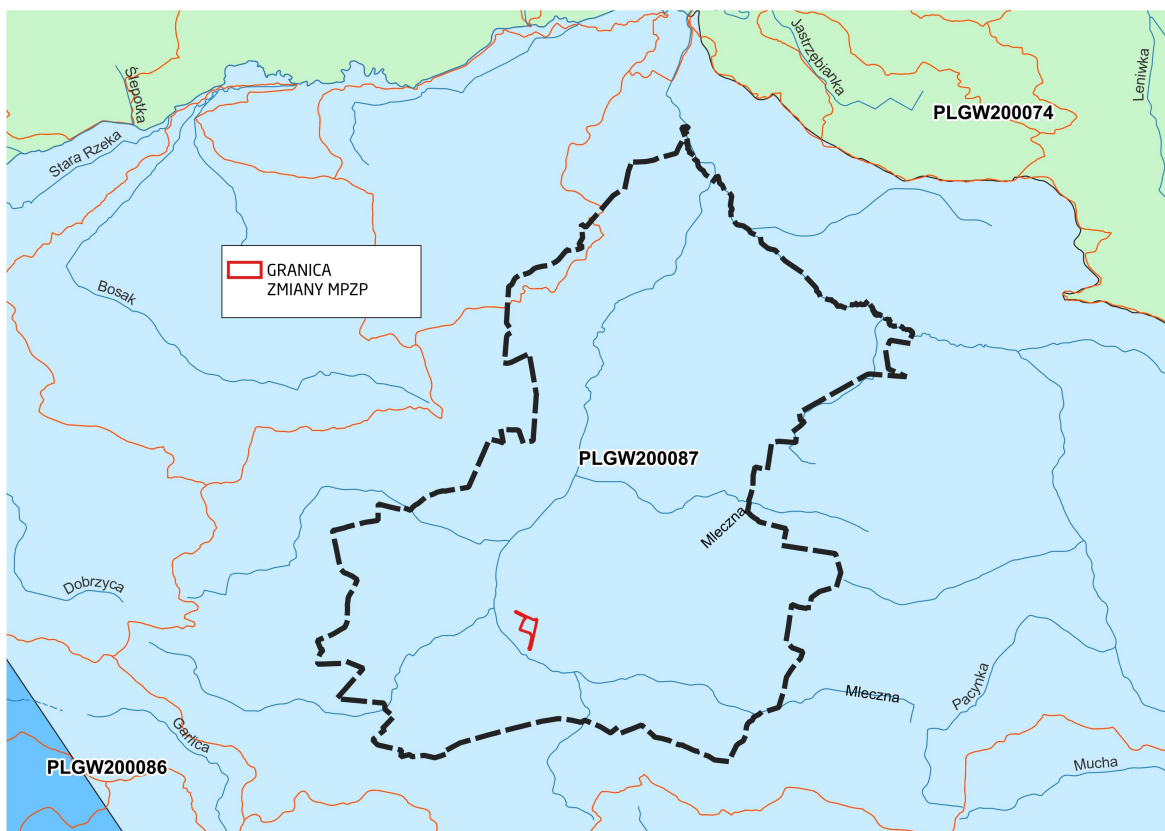 Jastrzębianka
Leniwka
Ślepotka
PLGW200074
Stara Rzeka
GRANICA
ZMIANY MPZP
Bosak
PLGW200087
Mleczna
Dobrzyca
Pacynka
Mleczna
Garlica
PLGW200086
Mucha